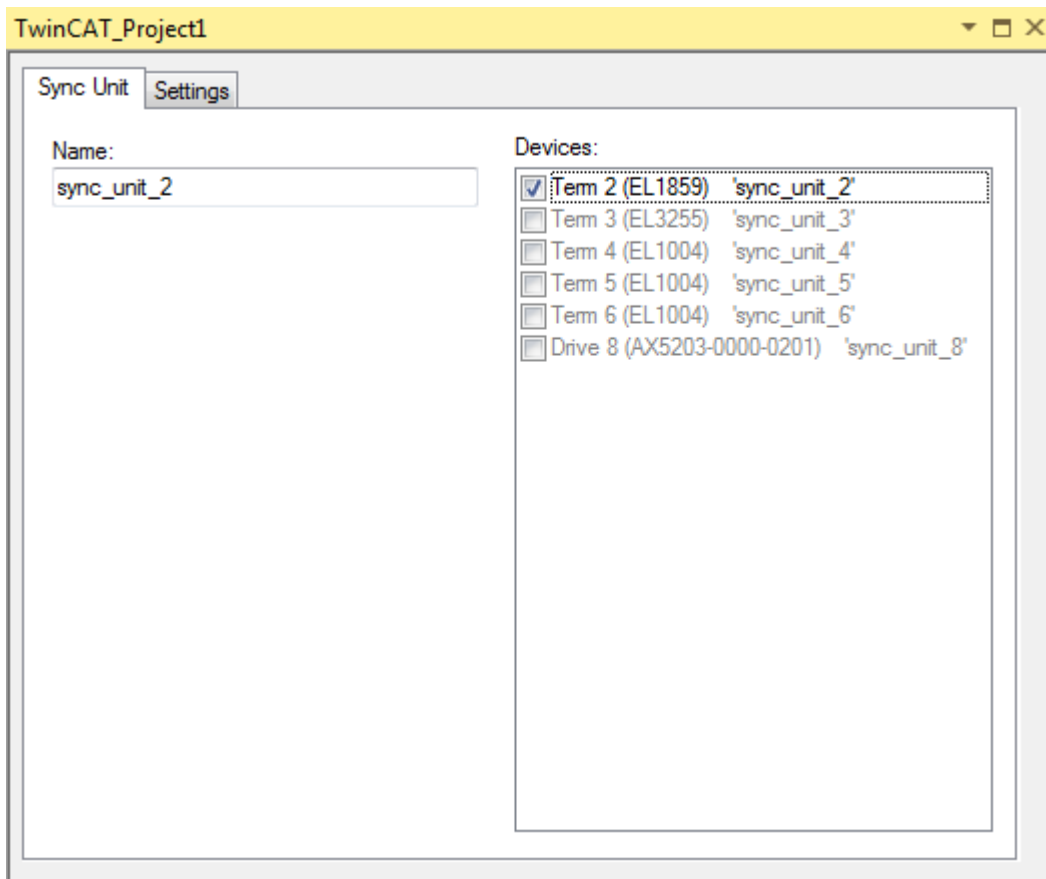 TwinCAT_Project1
Sync Unit
Settings
Name:
sync_unit_2
Devices:
Term 2 (EL1859) 'sync_unit_2'
Term 3 (EL3255) 'sync_unit_3'
Term 4 (EL1004) 'sync_unit_4'
Term 5 (EL1004) 'sync_unit_5'
Term 6 (EL1004) 'sync_unit_6'
Drive 8 (AX5203-0000-0201) 'sync_unit_8'